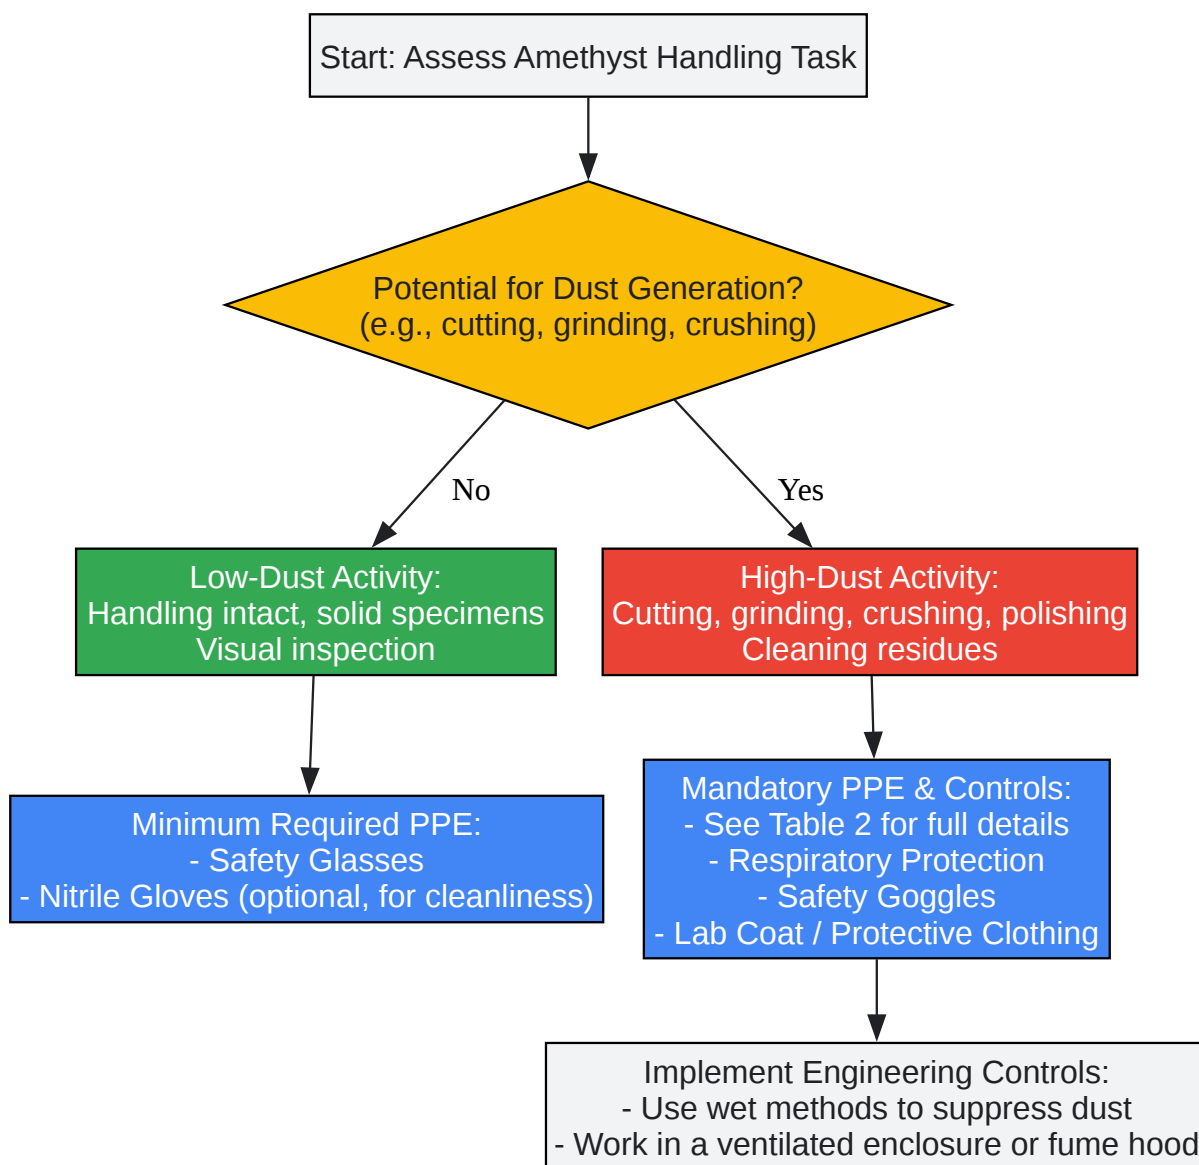 Start: Assess Amethyst Handling Task
Potential for Dust Generation?
(e.g., cutting, grinding, crushing)
No
Yes
Low-Dust Activity:
Handling intact, solid specimens
Visual inspection
High-Dust Activity:
Cutting, grinding, crushing, polishing
Cleaning residues
Minimum Required PPE:
- Safety Glasses
- Nitrile Gloves (optional, for cleanliness)
Mandatory PPE & Controls:
- See Table 2 for full details
- Respiratory Protection
- Safety Goggles
- Lab Coat / Protective Clothing
Implement Engineering Controls:
- Use wet methods to suppress dust
- Work in a ventilated enclosure or fume hood